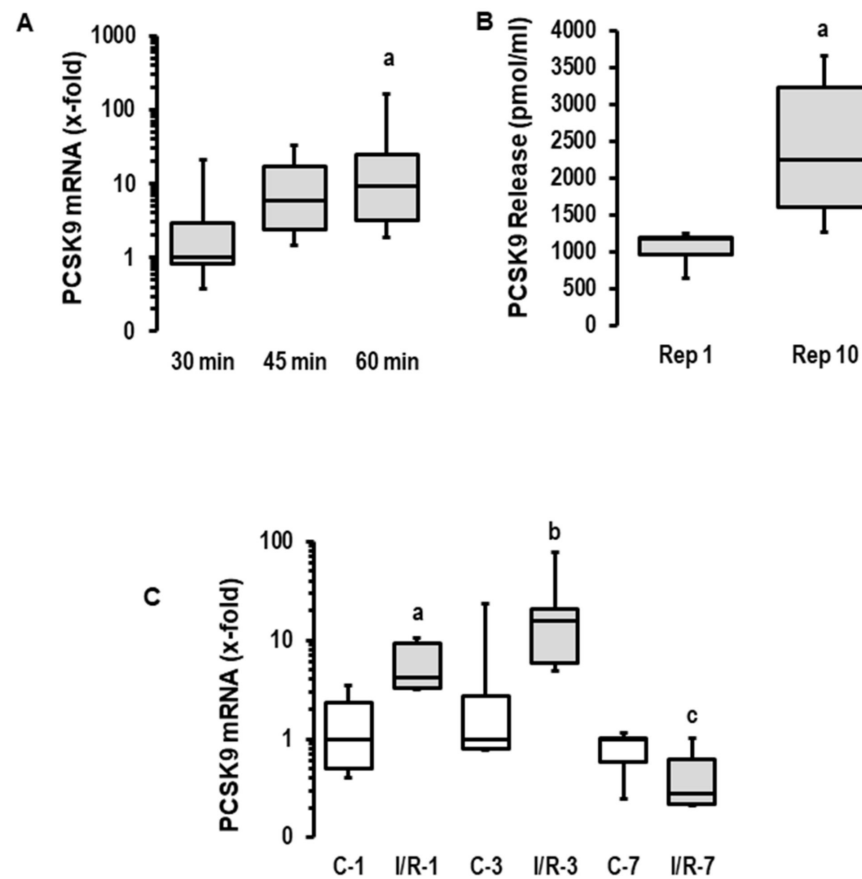 A
PCSK9 mRNA (x-fold)
1000
100
10
1
0
a
30 min 45 min 60 min
B
PCSK9 Release (pmol/ml)
4000
3500
3000
2500
2000
1500
1000
500
0
a
Rep 1 Rep 10
C
PCSK9 mRNA (x-fold)
100
10
1
0
a
b
c
C-1 I/R-1 C-3 I/R-3 C-7 I/R-7